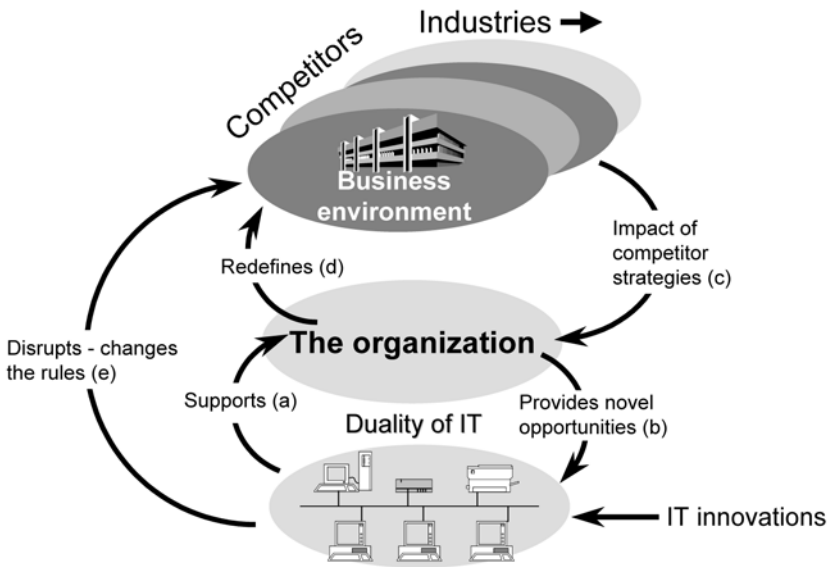 Industries
Competitors
Business
environment
Impact of
competitor
strategies (c)
Redefines (d)
The organization
Disrupts - changes
the rules (e)
Supports (a)
Provides novel
opportunities (b)
Duality of IT
IT innovations